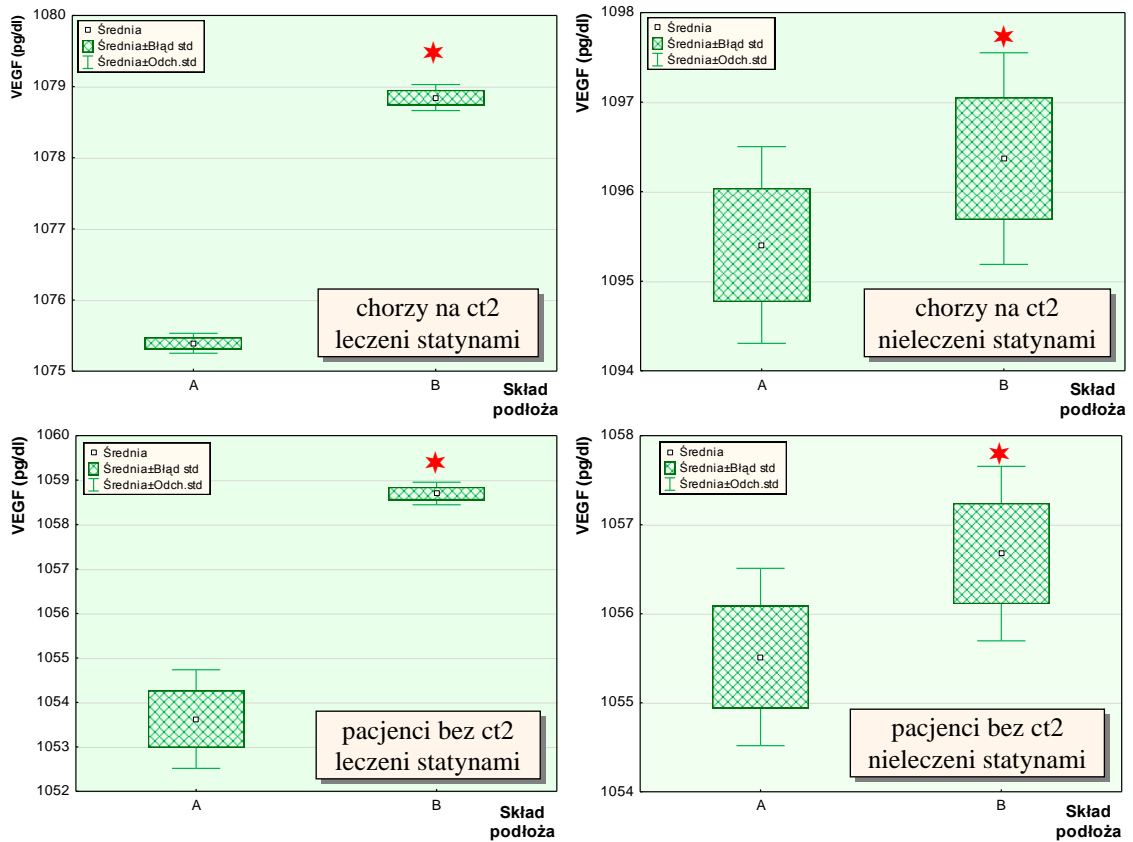 VEGF (pg/dl)
1080
1079
1078
1077
1076
1075
Średnia
Średnia±Błąd std
Średnia±Odch.std
chorzy na ct2
leczeni statynami
A
B
Skład
podłoża
VEGF (pg/dl)
1098
1097
1096
1095
1094
Średnia
Średnia±Błąd std
Średnia±Odch.std
chorzy na ct2
nieleczeni statynami
A
B
Skład
podłoża
VEGF (pg/dl)
1060
1059
1058
1057
1056
1055
1054
1053
1052
Średnia
Średnia±Błąd std
Średnia±Odch.std
pacjenci bez ct2
leczeni statynami
A
B
Skład
podłoża
VEGF (pg/dl)
1058
1057
1056
1055
1054
Średnia
Średnia±Błąd std
Średnia±Odch.std
pacjenci bez ct2
nieleczeni statynami
A
B
Skład
podłoża